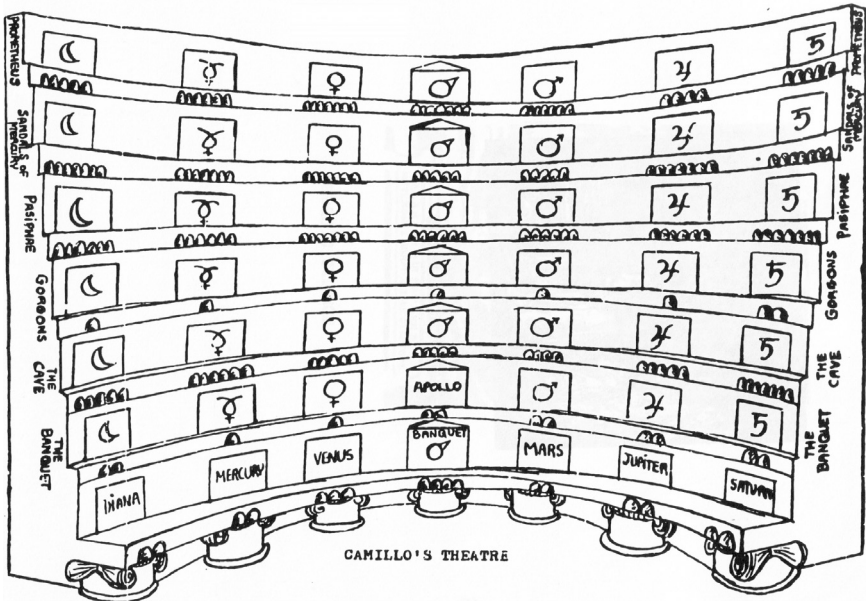 PROMETHEUS
PROMETHEUS
SANDALS OF MERCURY
SANDALS OF MERCURY
PASIPHAE
PASIPHAE
GORGONS
GORGONS
THE CAVE
THE CAVE
THE BANQUET
THE BANQUET
APOLLO
BANQUET
DIANA
MERCURY
VENUS
MARS
JUPITER
SATURN
CAMILLO'S THEATRE